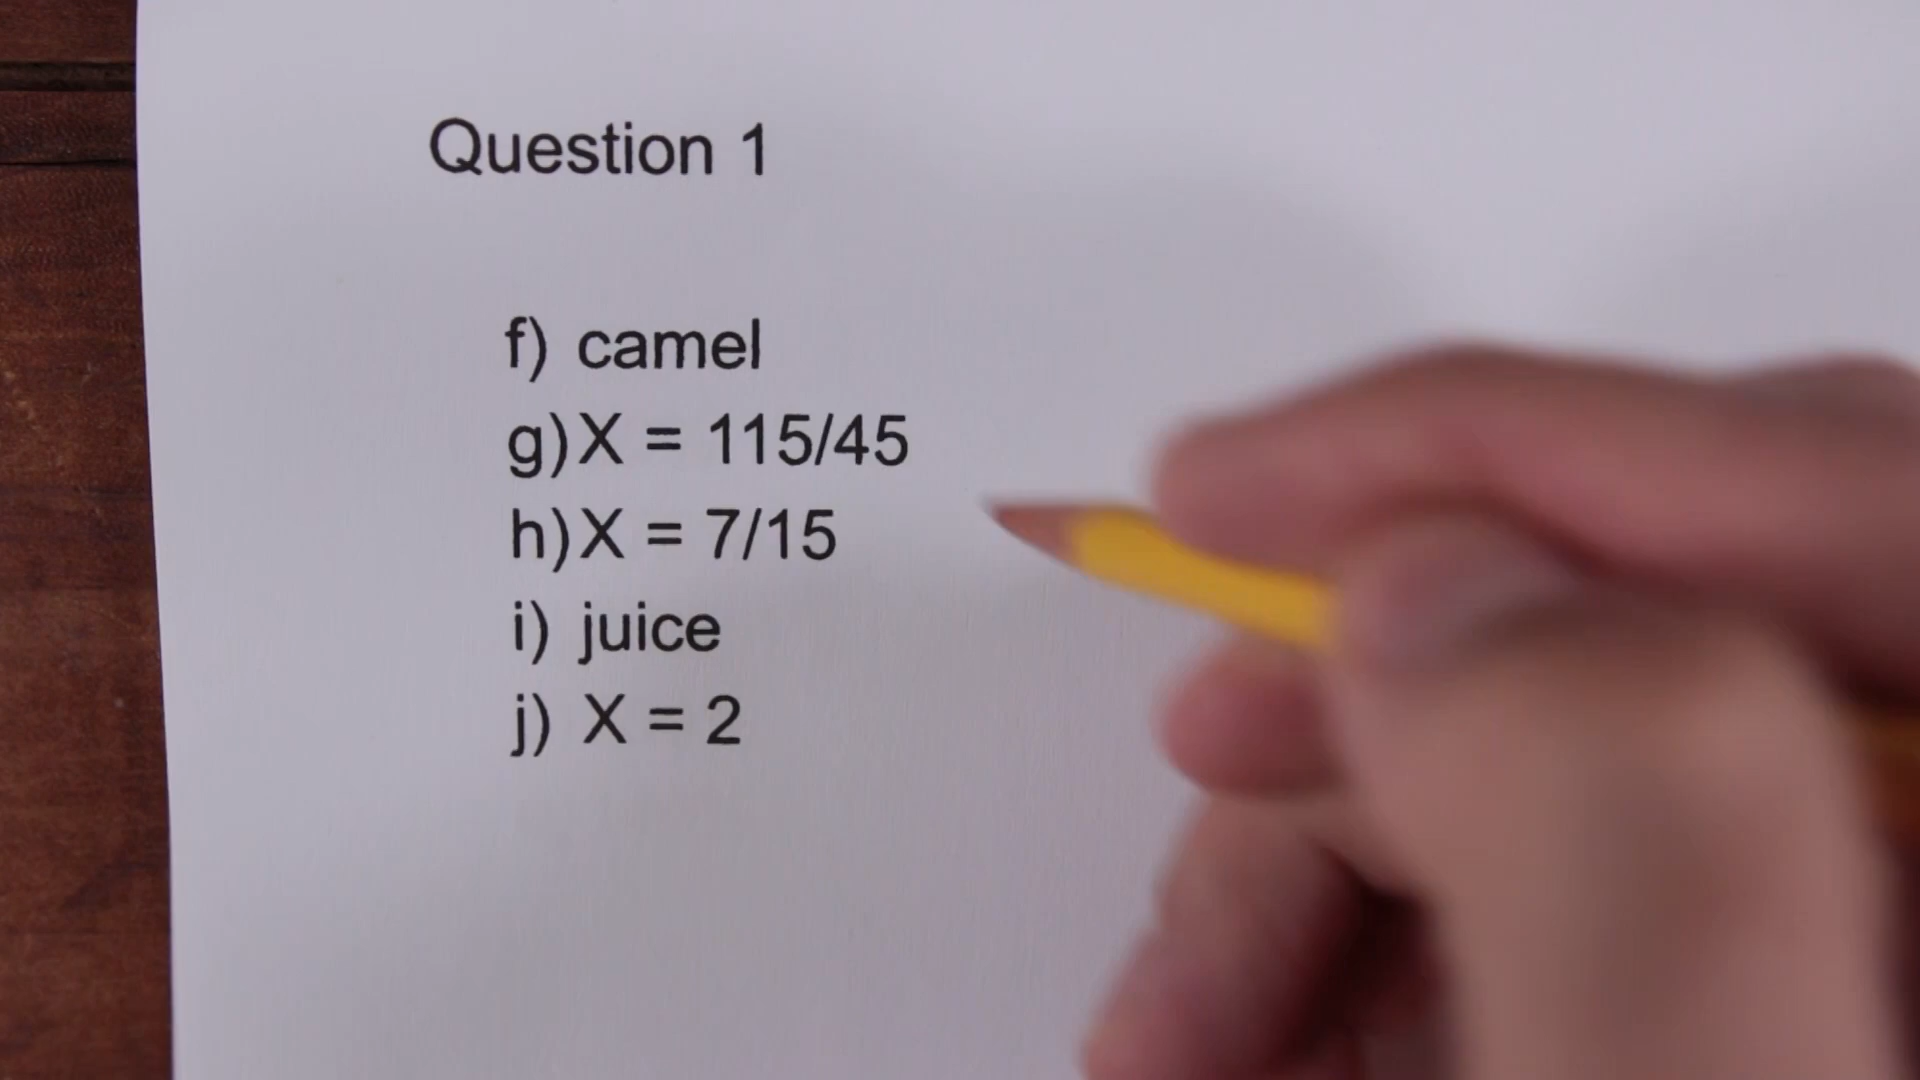 Question 1
f) camel
g) X = 115/45
h) X = 7/15
i) juice
j) X = 2